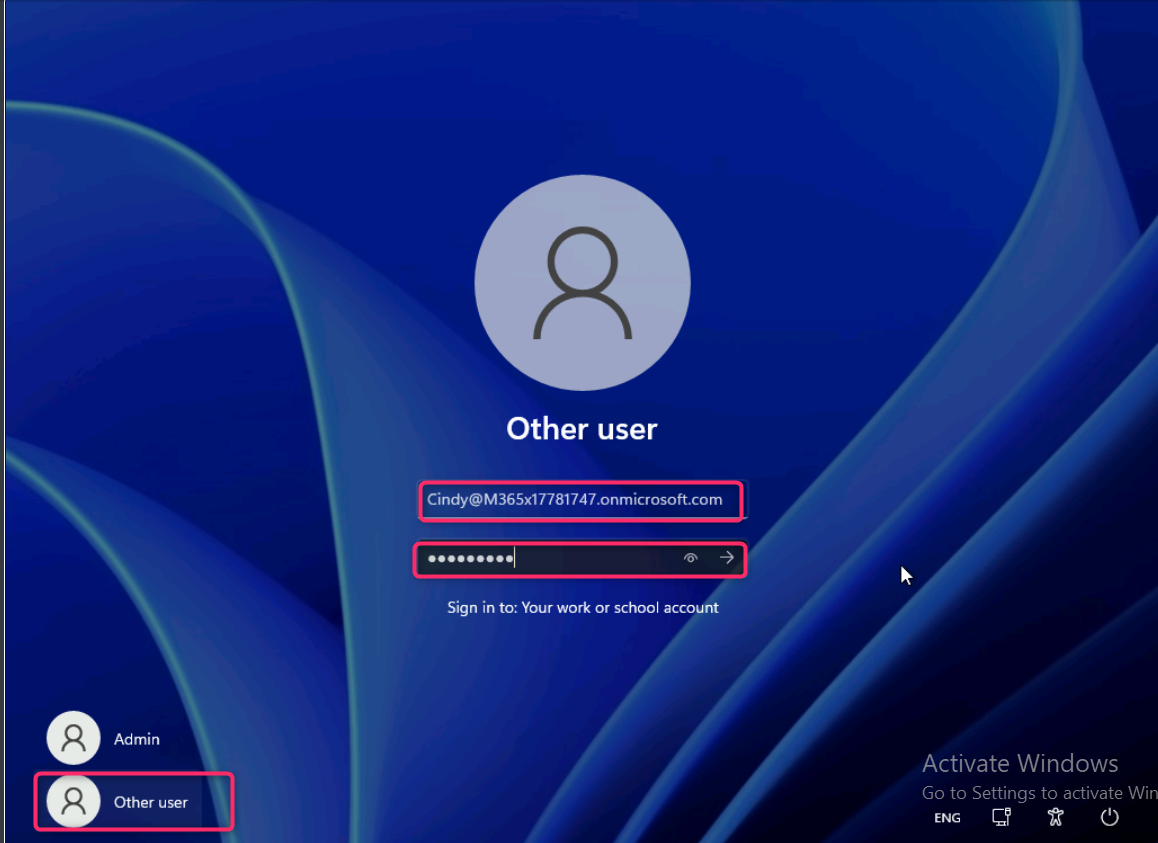 Other user
Cindy@M365x17781747.onmicrosoft.com
Sign in to: Your work or school account
Admin
Other user
Activate Windows
Go to Settings to activate Win
ENG